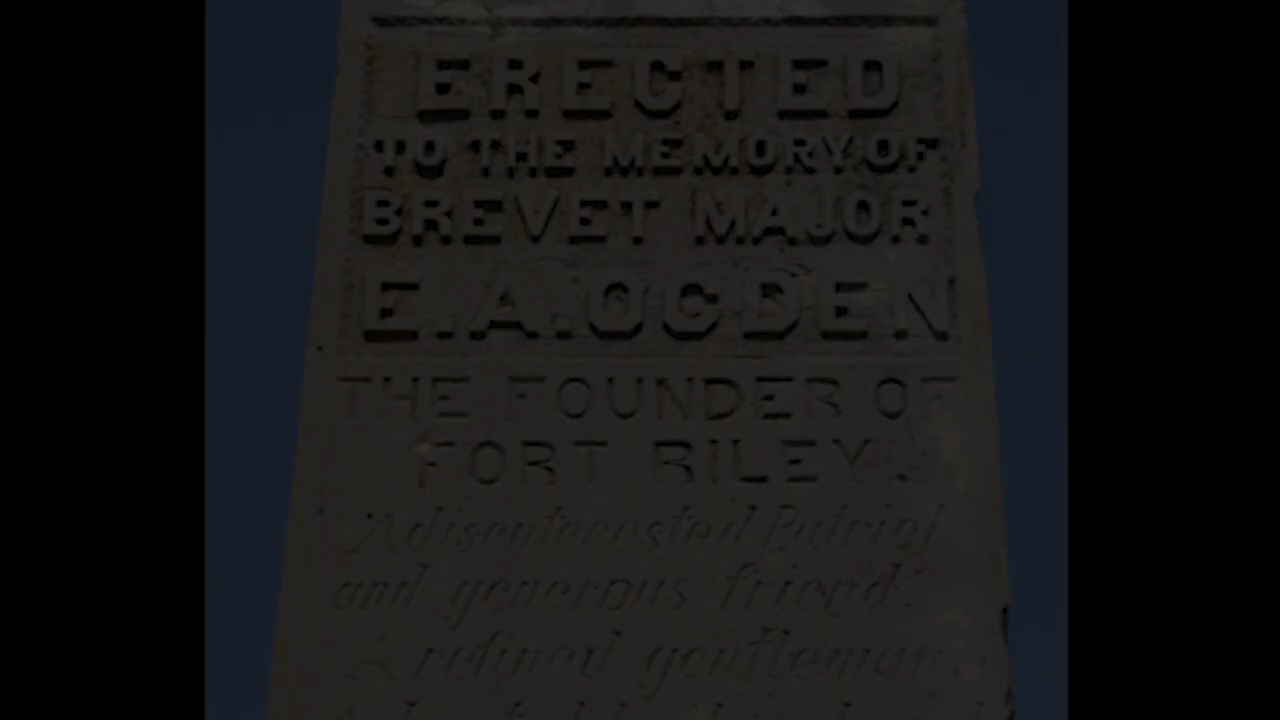 ERECTED
TO THE MEMORY OF
BREVET MAJOR
E.A. OGDEN
THE FOUNDER OF
FORT RILEY.
A disenterested Patriot
and generous friend.
A refined gentleman.